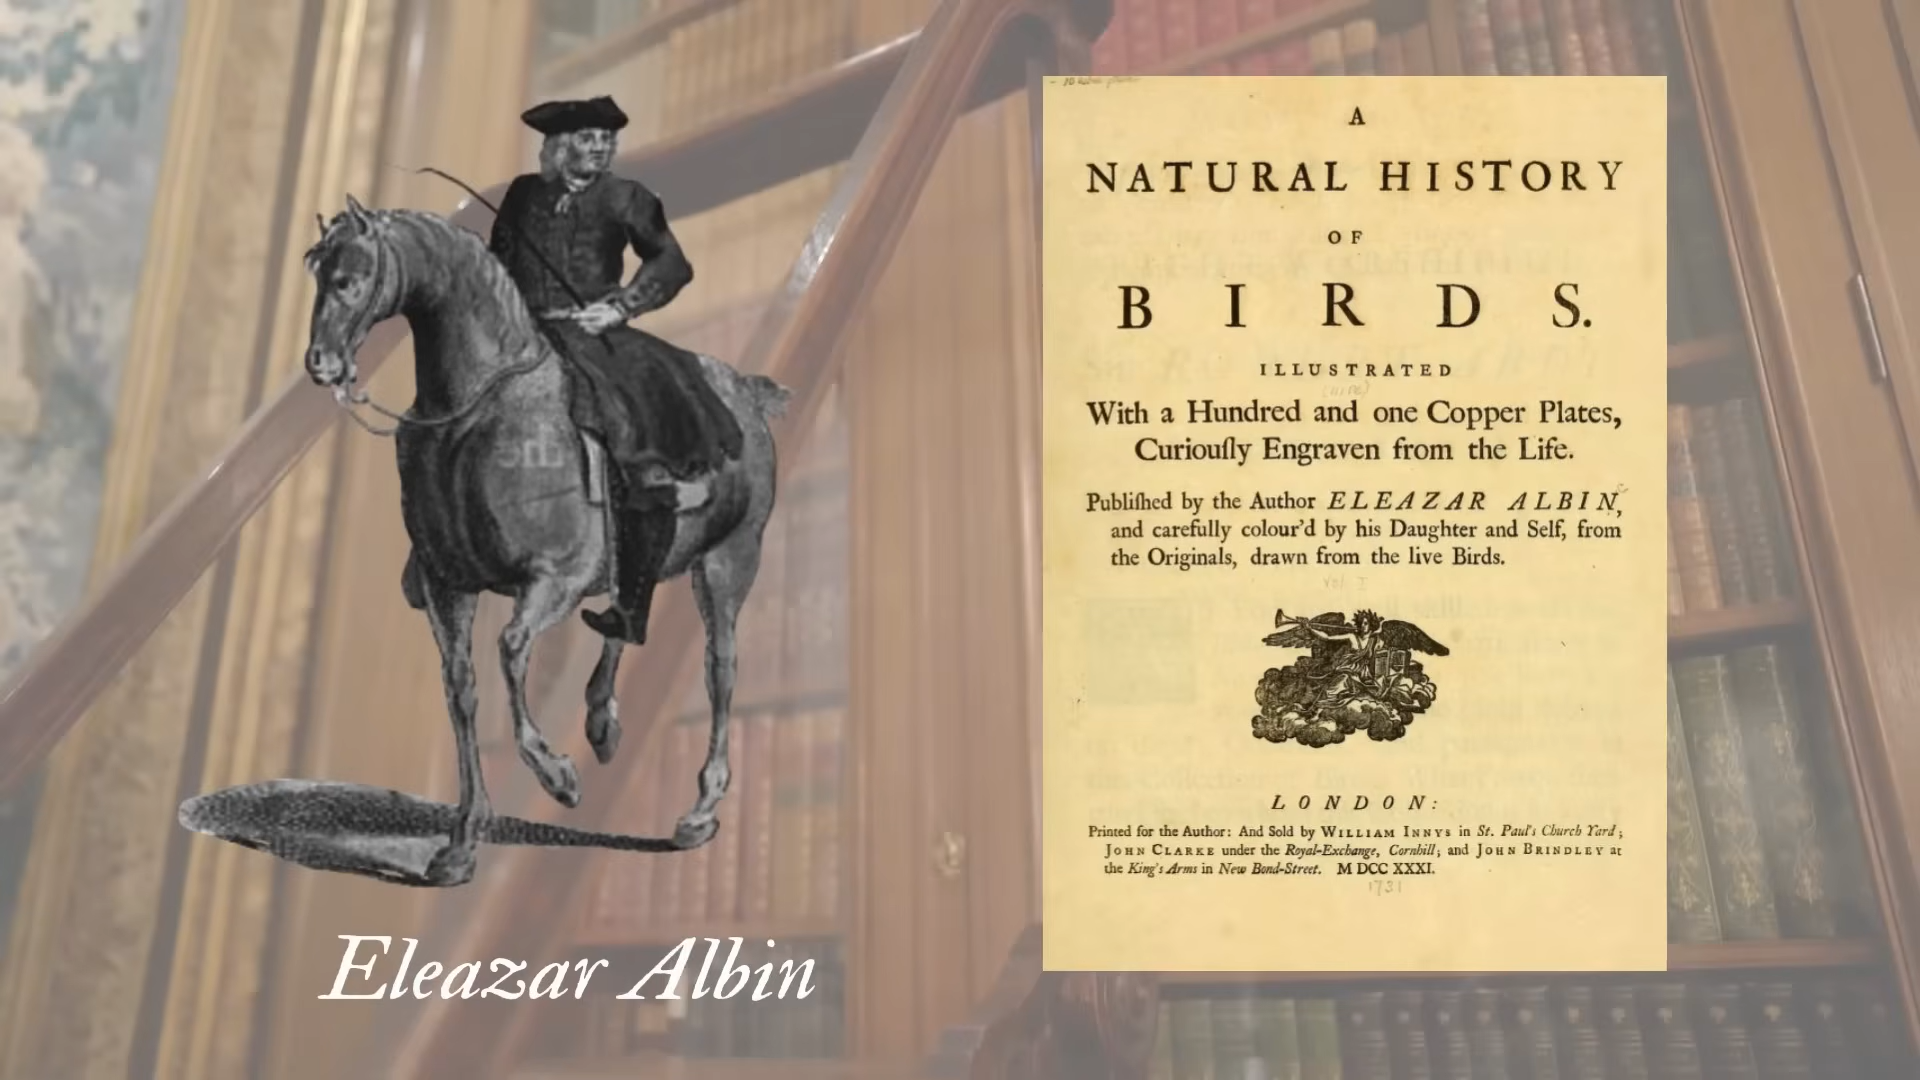 Eleazar Albin
A
NATURAL HISTORY
OF
BIRDS.
ILLUSTRATED
With a Hundred and one Copper Plates,
Curiouſly Engraven from the Life.
Publiſhed by the Author ELEAZAR ALBIN,
and carefully colour'd by his Daughter and Self, from
the Originals, drawn from the live Birds.
LONDON:
Printed for the Author: And Sold by WILLIAM INNYS in St. Paul's Church Yard;
JOHN CLARKE under the Royal-Exchange, Cornhill; and JOHN BRINDLEY at
the King's Arms in New Bond-Street. M DCC XXXI.
1731